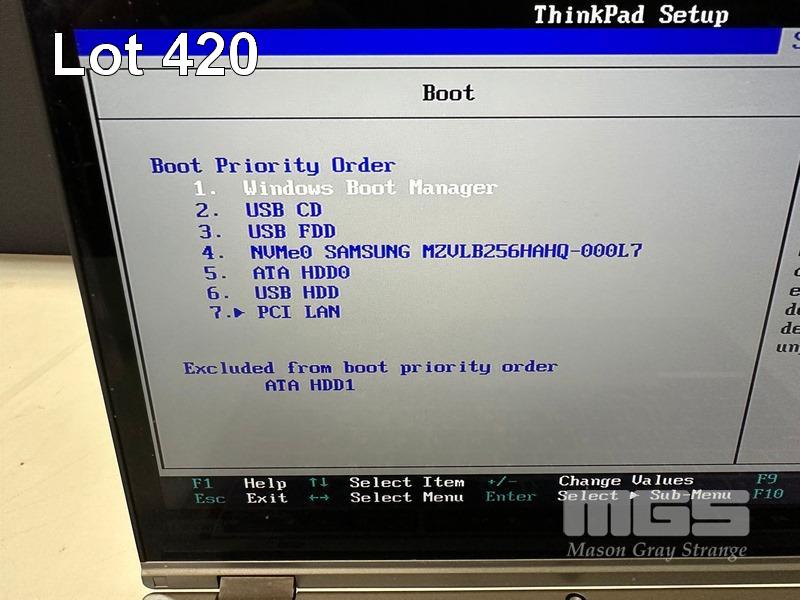 ThinkPad Setup
Lot 420
Boot
Boot Priority Order
1. Windows Boot Manager
2. USB CD
3. USB FDD
4. NVMe0 SAMSUNG MZVLB256HAHQ-000L7
5. ATA HDD0
6. USB HDD
7.▶ PCI LAN
Excluded from boot priority order
ATA HDD1
F1 Help ↑↓ Select Item +/- Change Values F9
Esc Exit ←→ Select Menu Enter Select ▶ Sub-Menu F10
MGS
Mason Gray Strange